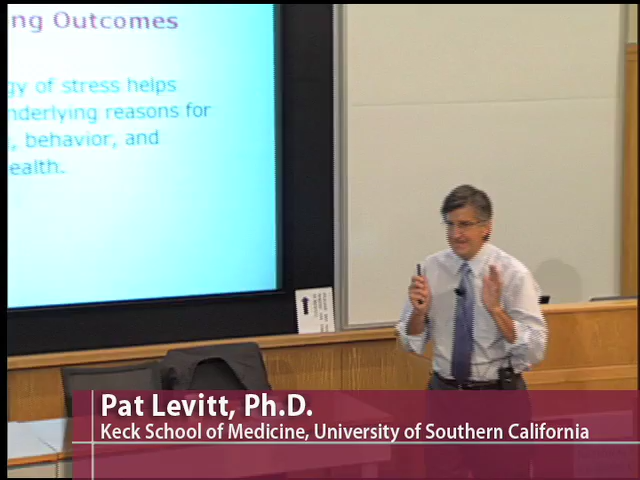 ng Outcomes
gy of stress helps
nderlying reasons for
, behavior, and
ealth.
Pat Levitt, Ph.D.
Keck School of Medicine, University of Southern California